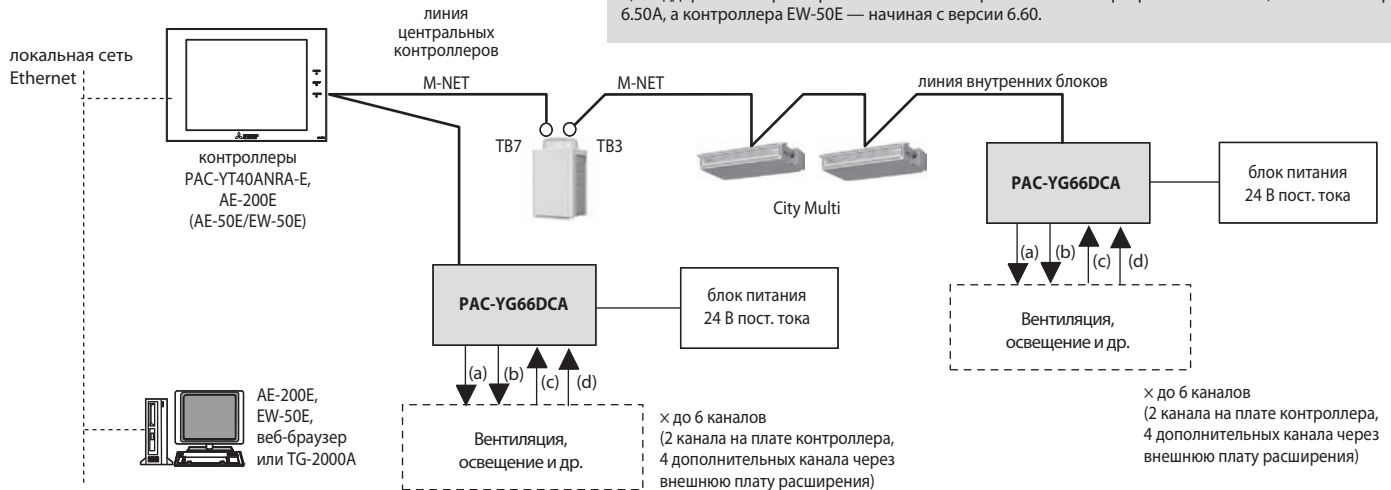 6.50A, а контроллера EW-50E — начиная с версии 6.60.
линия
центральных
контроллеров
локальная сеть
Ethernet
M-NET
M-NET
линия внутренних блоков
TB7
TB3
контроллеры
PAC-YT40ANRA-E,
AE-200E
(AE-50E/EW-50E)
City Multi
PAC-YG66DCA
блок питания
24 В пост. тока
(a)
(b)
(c)
(d)
Вентиляция,
освещение и др.
PAC-YG66DCA
блок питания
24 В пост. тока
(a)
(b)
(c)
(d)
Вентиляция,
освещение и др.
× до 6 каналов
(2 канала на плате контроллера,
4 дополнительных канала через
внешнюю плату расширения)
× до 6 каналов
(2 канала на плате контроллера,
4 дополнительных канала через
внешнюю плату расширения)
AE-200E,
EW-50E,
веб-браузер
или TG-2000A